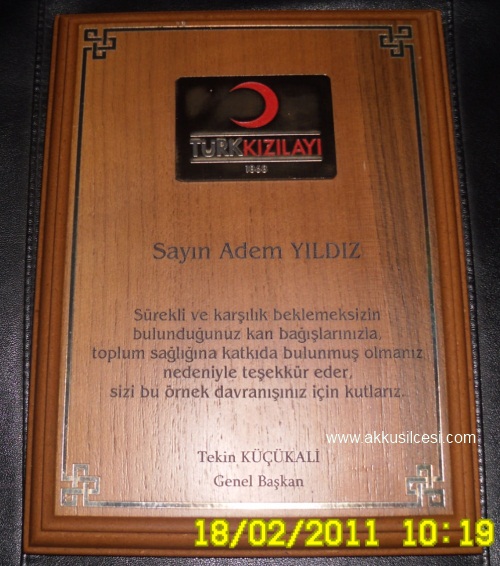 TÜRKKIZILAYI
1868
Sayın Adem YILDIZ
Sürekli ve karşılık beklemeksizin
bulunduğunuz kan bağışlarınızla,
toplum sağlığına katkıda bulunmuş olmanız
nedeniyle teşekkür eder,
sizi bu örnek davranışınız için kutlarız.
www.akkusilcesi.com
Tekin KÜÇÜKALİ
Genel Başkan
18/02/2011 10:19